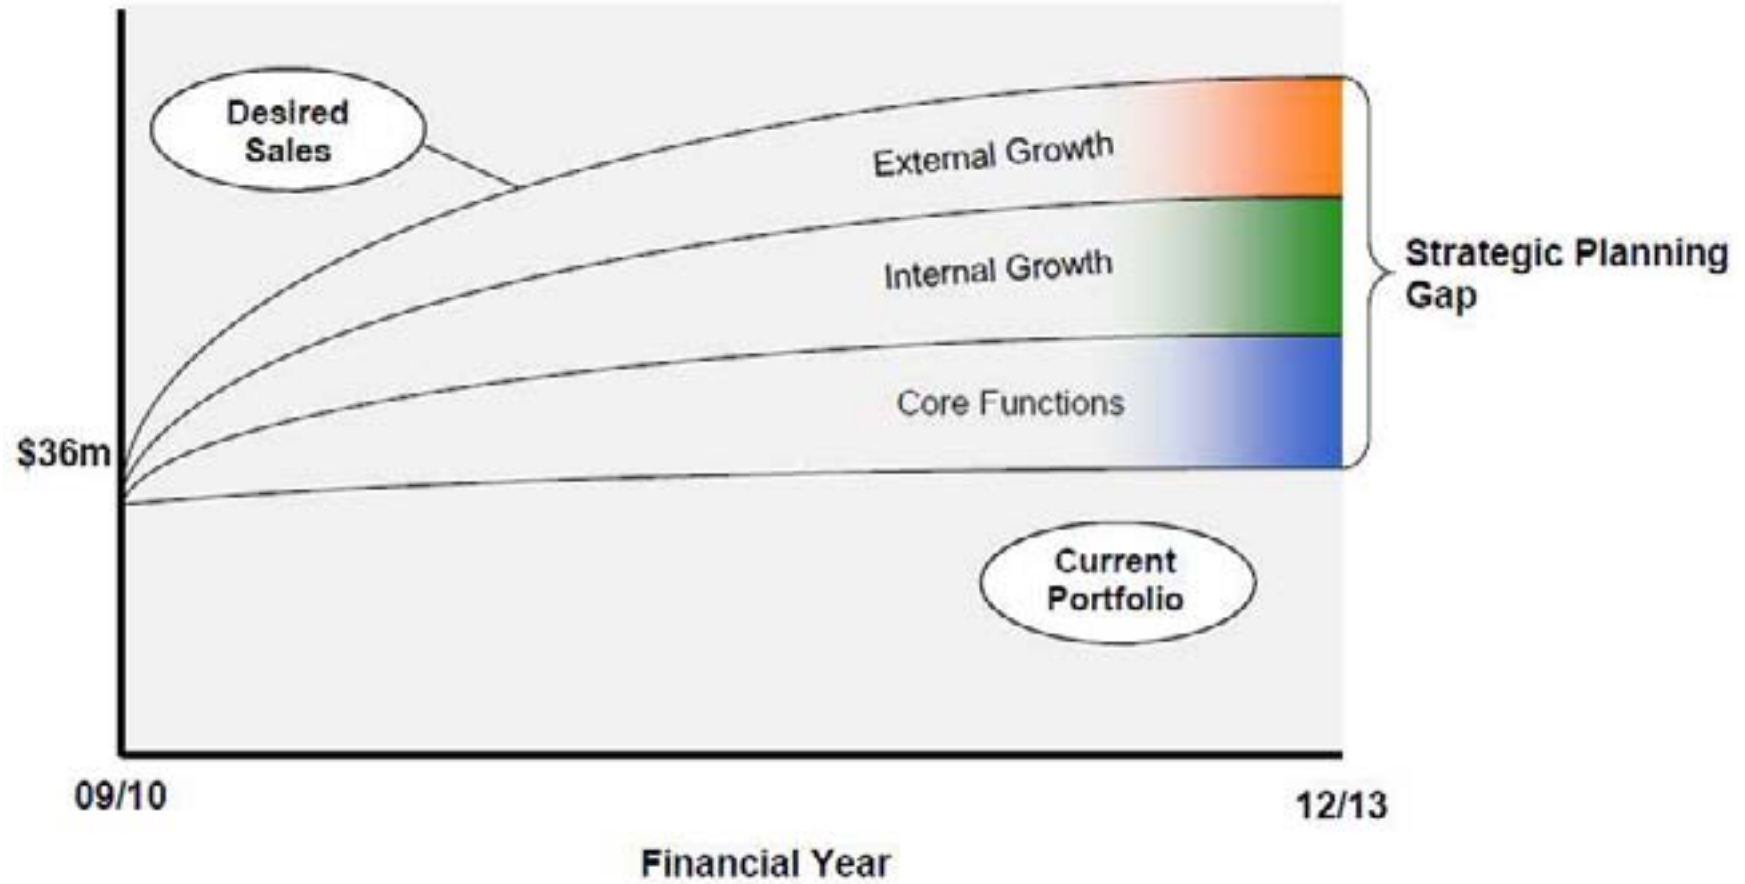 Desired
Sales
External Growth
Internal Growth
Strategic Planning
Gap
Core Functions
$36m
Current
Portfolio
09/10
12/13
Financial Year